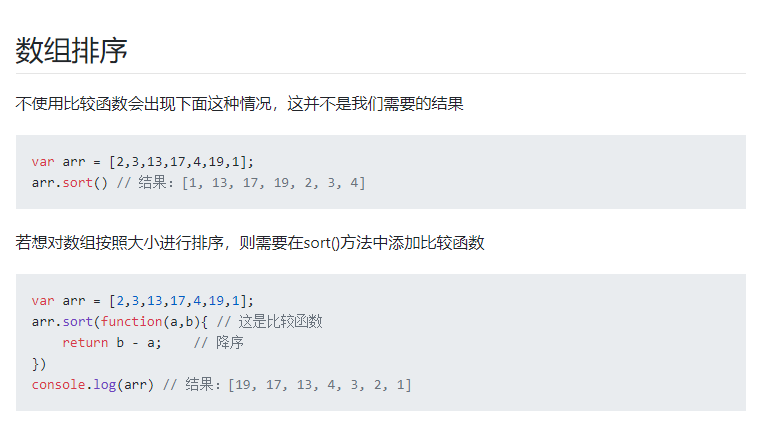 数组排序
不使用比较函数会出现下面这种情况，这并不是我们需要的结果
var arr = [2,3,13,17,4,19,1];
arr.sort() // 结果：[1, 13, 17, 19, 2, 3, 4]
若想对数组按照大小进行排序，则需要在sort()方法中添加比较函数
var arr = [2,3,13,17,4,19,1];
arr.sort(function(a,b){ // 这是比较函数
    return b - a;    // 降序
})
console.log(arr) // 结果：[19, 17, 13, 4, 3, 2, 1]